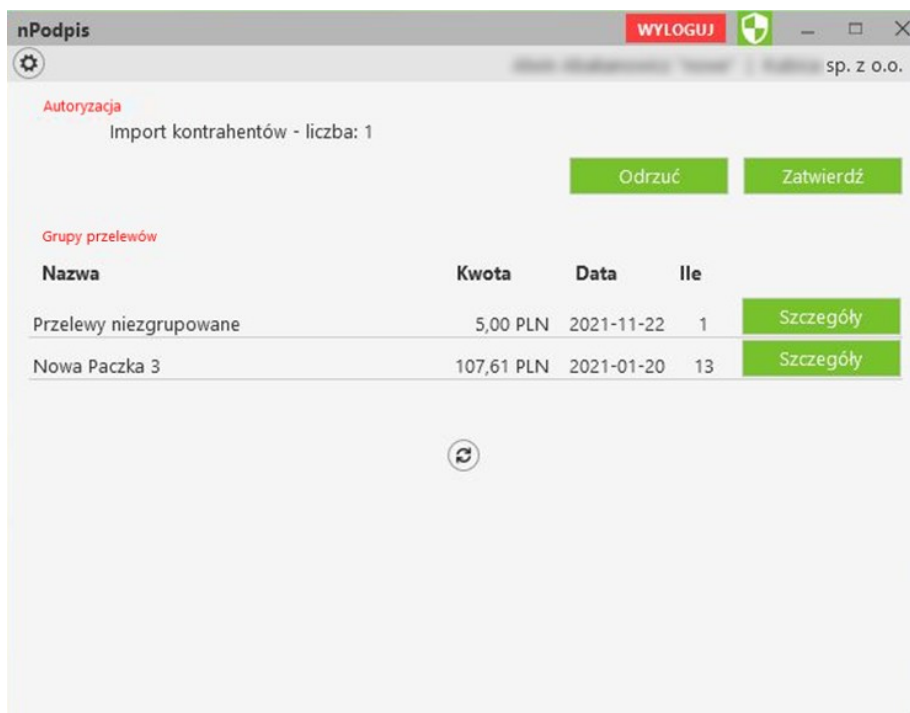 nPodpis WYLOGUJ
sp. z o.o.
Autoryzacja
Import kontrahentów - liczba: 1
Odrzuć Zatwierdź
Grupy przelewów
Nazwa Kwota Data Ile
Przelewy niezgrupowane 5,00 PLN 2021-11-22 1 Szczegóły
Nowa Paczka 3 107,61 PLN 2021-01-20 13 Szczegóły